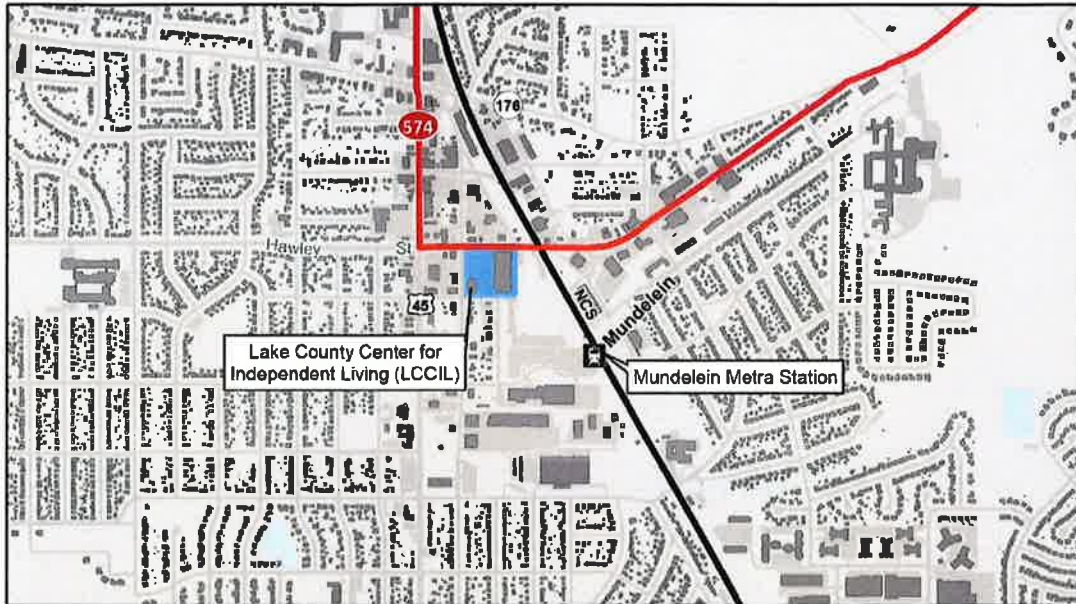 176
574
Hawley St
45
NCS
Mundelein
Lake County Center for
Independent Living (LCCIL)
Mundelein Metra Station